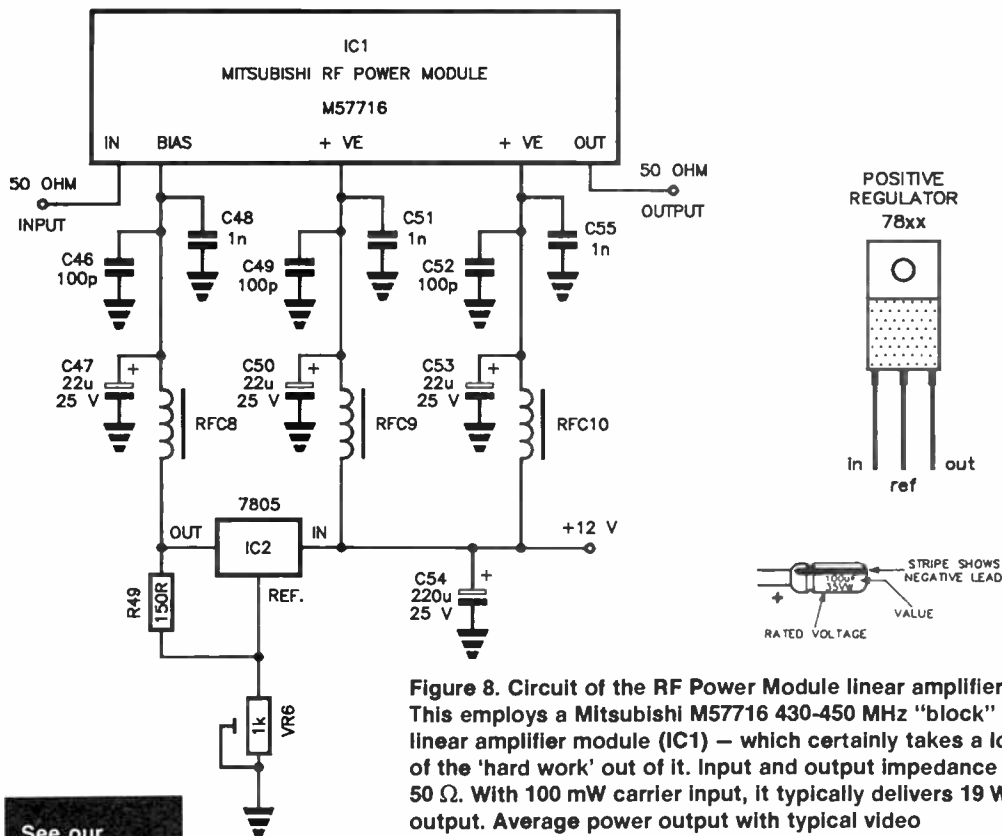 IC1
MITSUBISHI RF POWER MODULE
M57716
IN BIAS + VE + VE OUT
50 OHM
INPUT
50 OHM
OUTPUT
C46
100p
C48
1n
C49
100p
C51
1n
C52
100p
C55
1n
C47
22u
25 V
+
RFC8
C50
22u
25 V
+
RFC9
C53
22u
25 V
+
RFC10
7805
OUT
IC2
IN
REF.
+12 V
R49
150R
C54
220u
25 V
+
1k
VR6
POSITIVE
REGULATOR
78xx
in
ref
out
STRIPE SHOWS
NEGATIVE LEAD
100uF
35VW
+
VALUE
RATED VOLTAGE
Figure 8. Circuit of the RF Power Module linear amplifier
This employs a Mitsubishi M57716 430-450 MHz "block"
linear amplifier module (IC1) — which certainly takes a lo
of the 'hard work' out of it. Input and output impedance
50 Ω. With 100 mW carrier input, it typically delivers 19 W
output. Average power output with typical video
See our